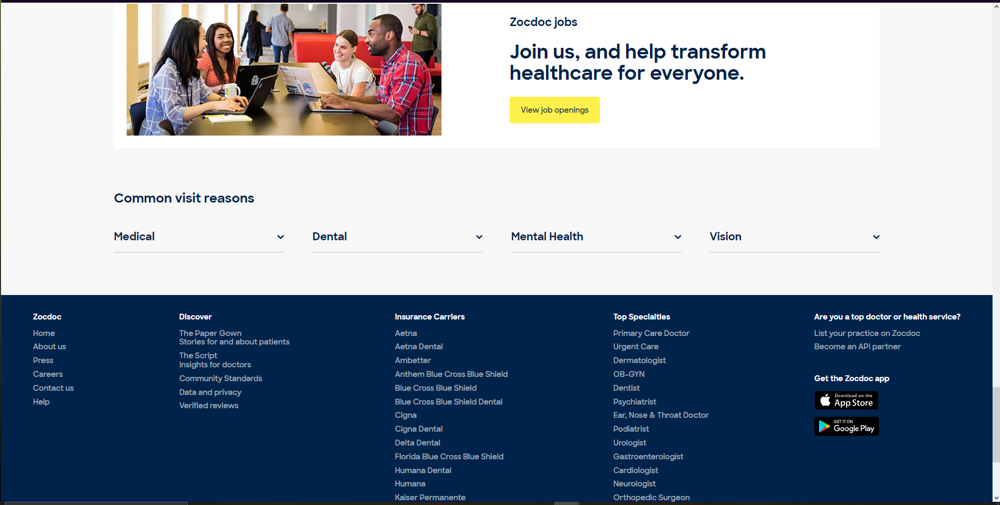 Zocdoc jobs
Join us, and help transform
healthcare for everyone.
View job openings
Common visit reasons
Medical
Dental
Mental Health
Vision
Zocdoc
Home
About us
Press
Careers
Contact us
Help
Discover
The Paper Gown
Stories for and about patients
The Script
Insights for doctors
Community Standards
Data and privacy
Verified reviews
Insurance Carriers
Aetna
Aetna Dental
Ambetter
Anthem Blue Cross Blue Shield
Blue Cross Blue Shield
Blue Cross Blue Shield Dental
Cigna
Cigna Dental
Delta Dental
Florida Blue Cross Blue Shield
Humana Dental
Humana
Kaiser Permanente
Top Specialties
Primary Care Doctor
Urgent Care
Dermatologist
OB-GYN
Dentist
Psychiatrist
Ear, Nose & Throat Doctor
Podiatrist
Urologist
Gastroenterologist
Cardiologist
Neurologist
Orthopedic Surgeon
Are you a top doctor or health service?
List your practice on Zocdoc
Become an API partner
Get the Zocdoc app
Download on the
App Store
GET IT ON
Google Play